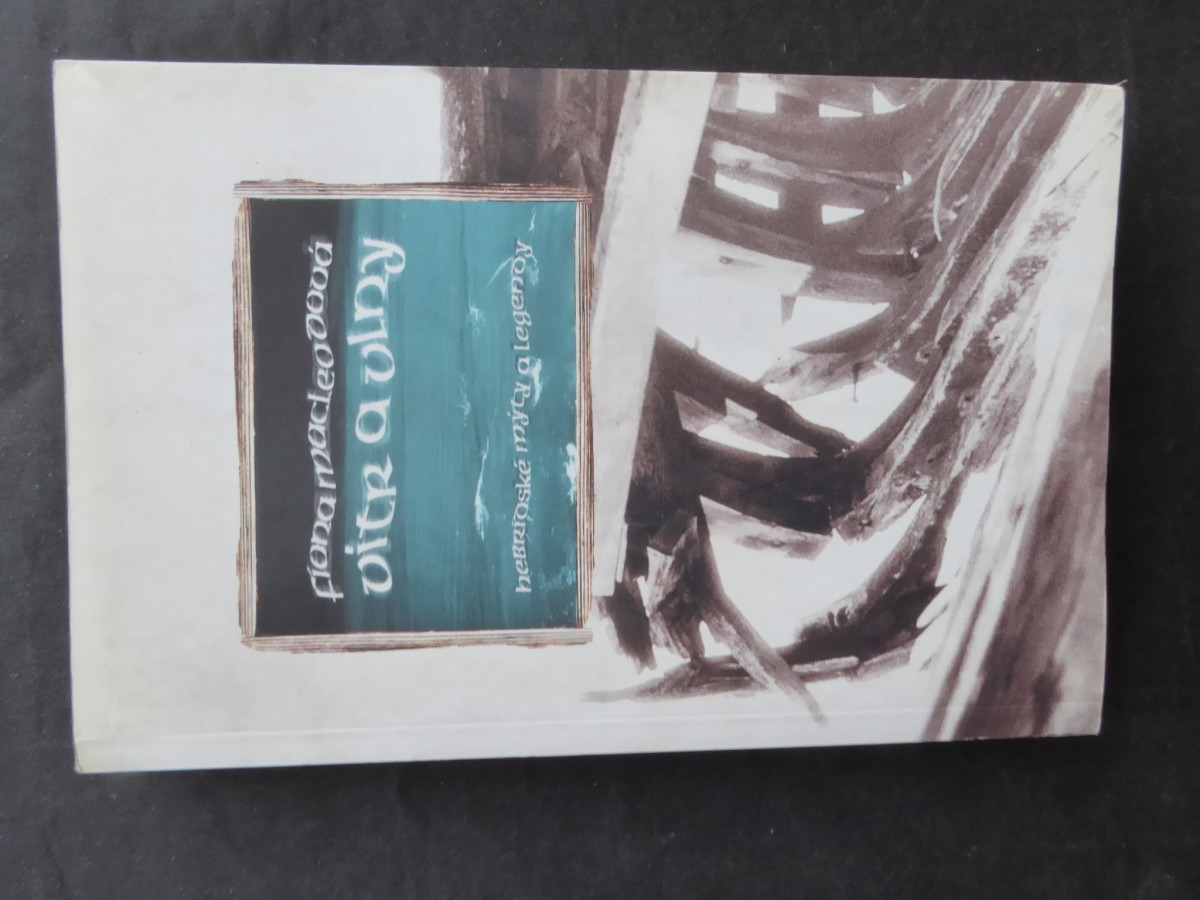 fiona macleodová
vítr a vlny
hebridské mýty a legendy